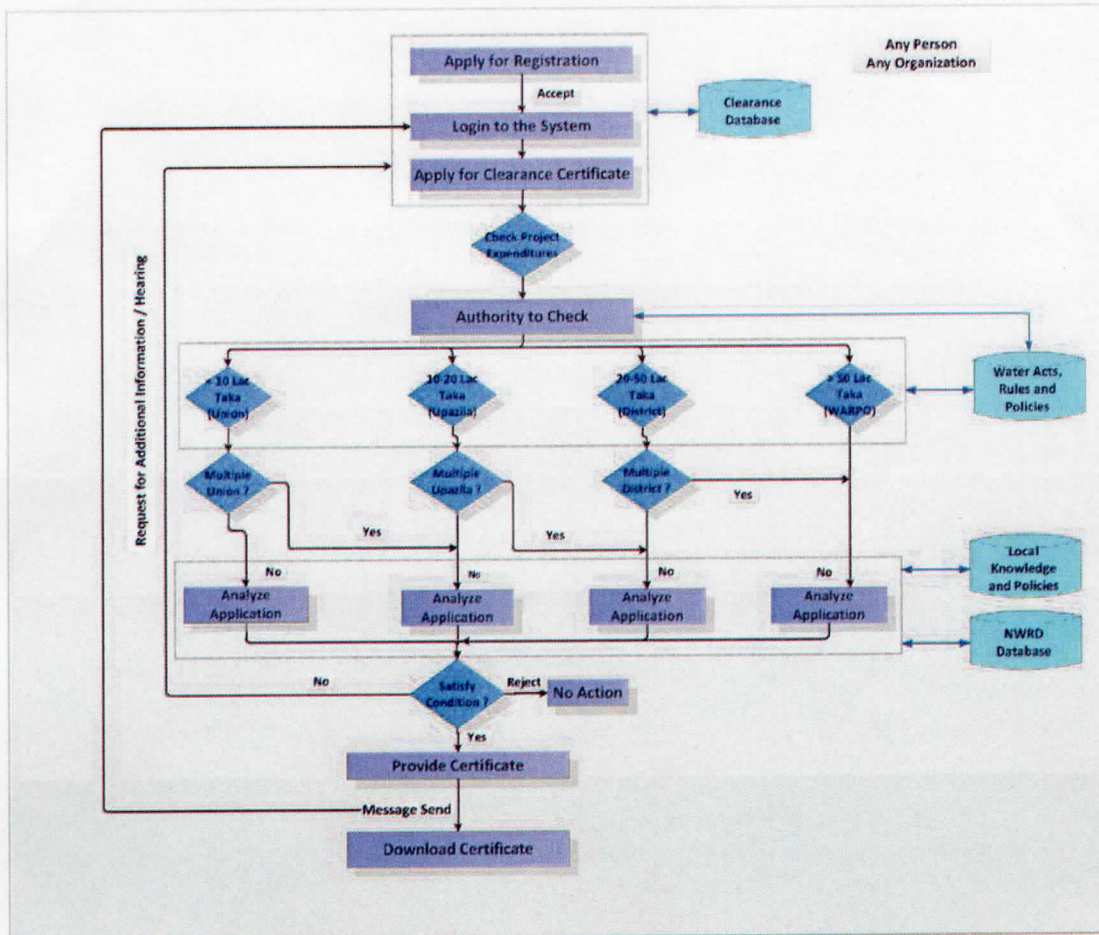 Any Person
Any Organization
Apply for Registration
Accept
Clearance
Database
Login to the System
Apply for Clearance Certificate
Check Project
Expenditures
Request for Additional Information / Hearing
Authority to Check
< 10 Lac
Taka
(Union)
10-20 Lac
Taka
(Upazila)
20-50 Lac
Taka
(District)
> 50 Lac
Taka
(WARPO)
Water Acts,
Rules and
Policies
Multiple
Union ?
Multiple
Upazila ?
Multiple
District ?
Yes
Yes
Yes
No
No
No
No
Local
Knowledge
and Policies
Analyze
Application
Analyze
Application
Analyze
Application
Analyze
Application
NWRD
Database
No
Satisfy
Condition ?
Reject
No Action
Yes
Provide Certificate
Message Send
Download Certificate